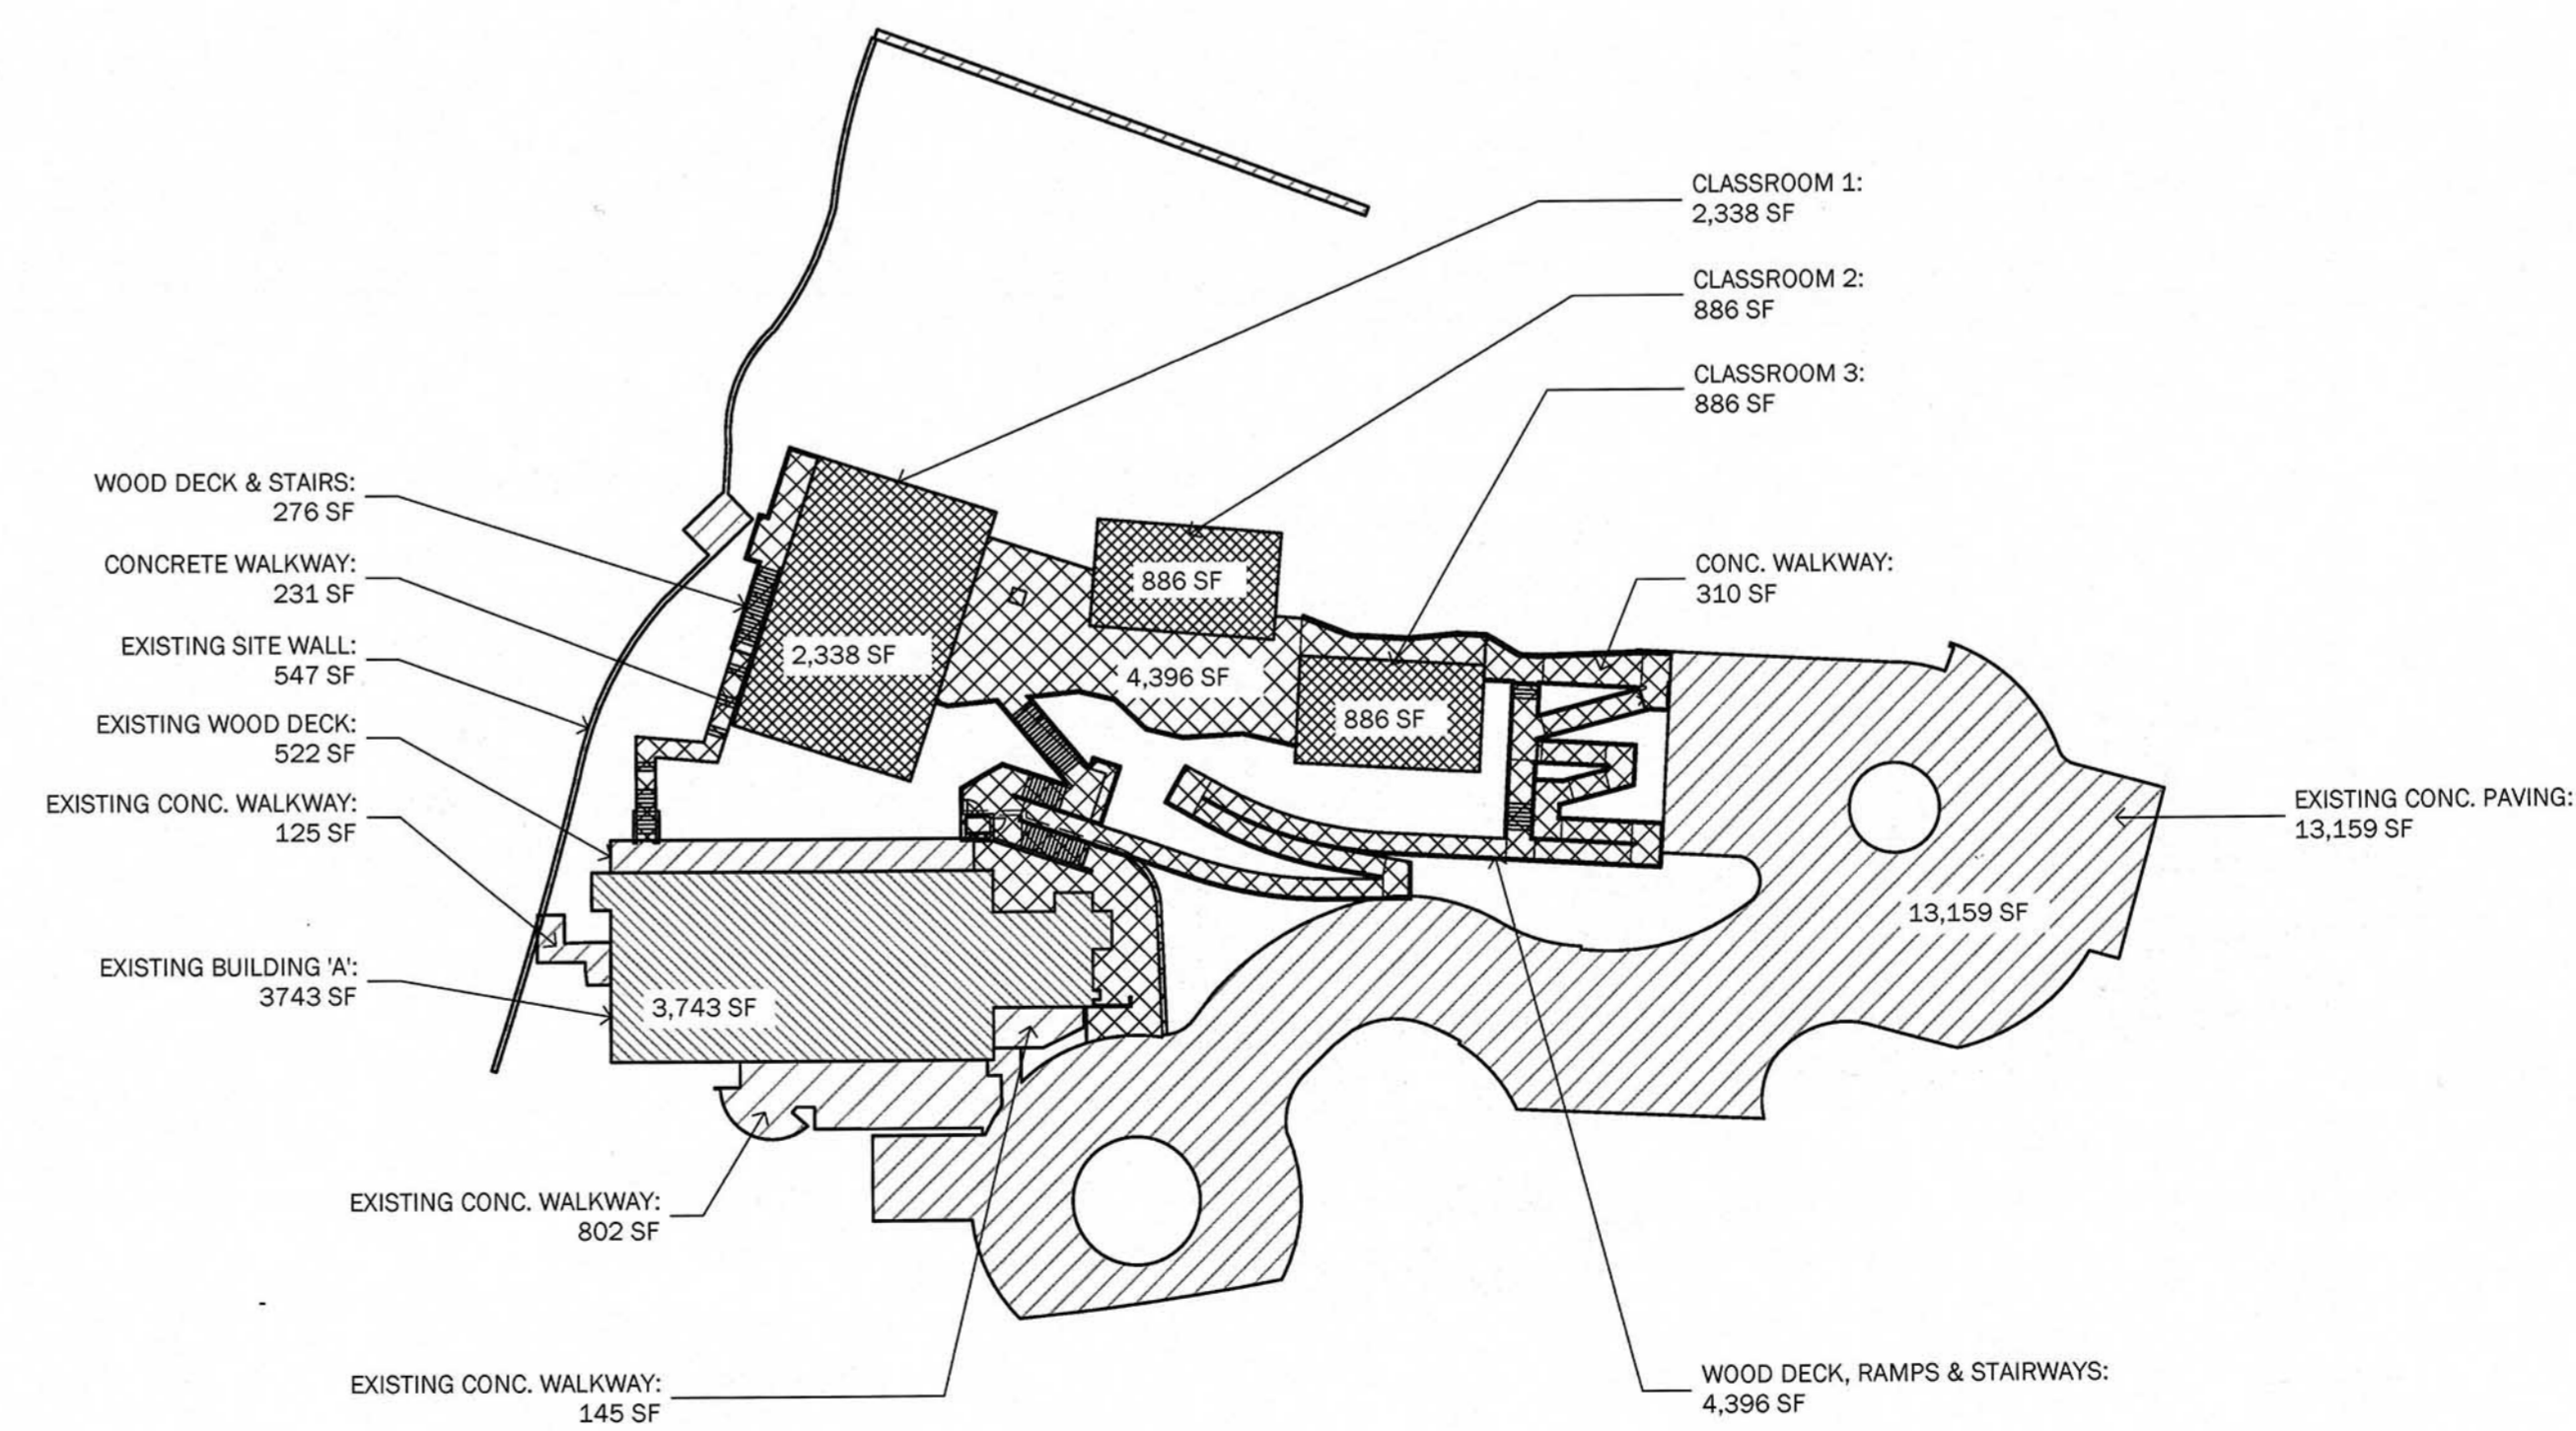 CLASSROOM 1:
2,338 SF
CLASSROOM 2:
886 SF
CLASSROOM 3:
886 SF
WOOD DECK & STAIRS:
276 SF
CONCRETE WALKWAY:
231 SF
EXISTING SITE WALL:
547 SF
EXISTING WOOD DECK:
522 SF
EXISTING CONC. WALKWAY:
125 SF
EXISTING BUILDING 'A':
3743 SF
886 SF
2,338 SF
4,396 SF
886 SF
CONC. WALKWAY:
310 SF
EXISTING CONC. PAVING:
13,159 SF
13,159 SF
3,743 SF
EXISTING CONC. WALKWAY:
802 SF
EXISTING CONC. WALKWAY:
145 SF
WOOD DECK, RAMPS & STAIRWAYS:
4,396 SF